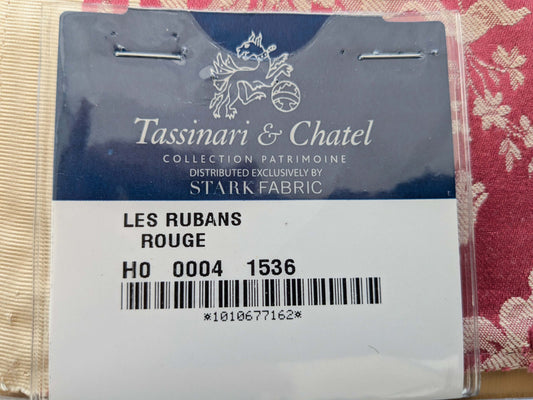 Tassinari & Chatel
COLLECTION PATRIMOINE
DISTRIBUTED EXCLUSIVELY BY
STARK FABRIC
LES RUBANS
ROUGE
H0 0004 1536
*1010677162*